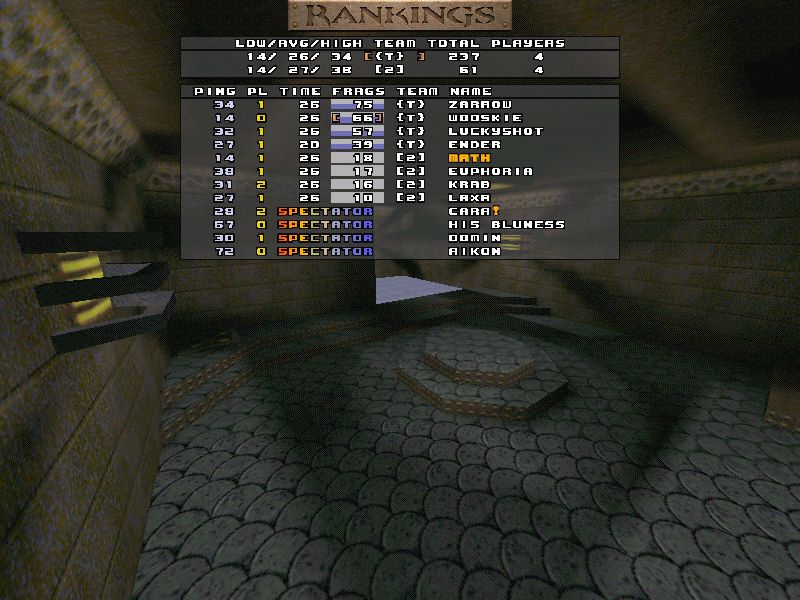 RANKINGS
LOW/AVG/HIGH TEAM TOTAL PLAYERS
14/ 26/ 34 [{T} ] 237 4
14/ 27/ 38 [2] 61 4
PING PL TIME FRAGS TEAM NAME
34 1 26 75 {T} ZARROW
14 0 26 [ 66] {T} WOOSKIE
32 1 26 57 {T} LUCKYSHOT
27 1 20 39 {T} ENDER
14 1 26 18 [2] MATH
38 1 26 17 [2] EUPHORIA
31 2 26 16 [2] KRAB
27 1 26 10 [2] LAXA
28 2 SPECTATOR CARA!
67 0 SPECTATOR HIS BLUNESS
30 1 SPECTATOR ODMIN
72 0 SPECTATOR AIKON